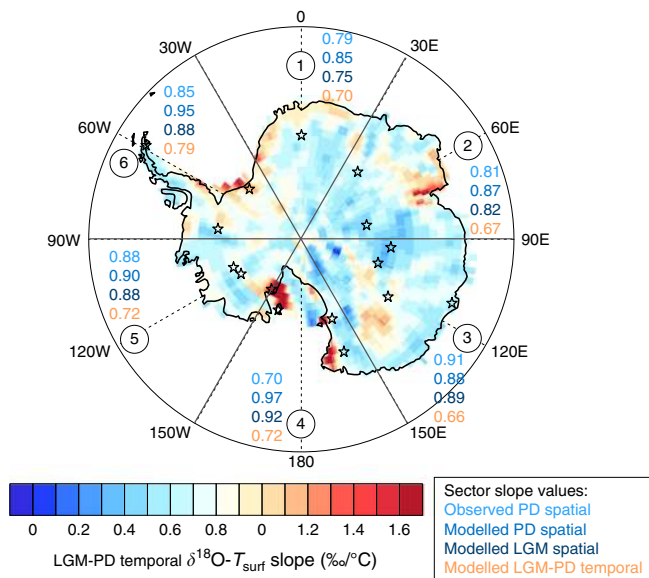 0
30E
60E
90E
120E
150E
180
150W
120W
90W
60W
30W
1
0.79
0.85
0.75
0.70
2
0.81
0.87
0.82
0.67
3
0.91
0.88
0.89
0.66
4
0.70
0.97
0.92
0.72
5
0.88
0.90
0.88
0.72
6
0.85
0.95
0.88
0.79
0 0.2 0.4 0.6 0.8 0 1.2 1.4 1.6
LGM-PD temporal δ18O-Tsurf slope (‰/°C)
Sector slope values:
Observed PD spatial
Modelled PD spatial
Modelled LGM spatial
Modelled LGM-PD temporal